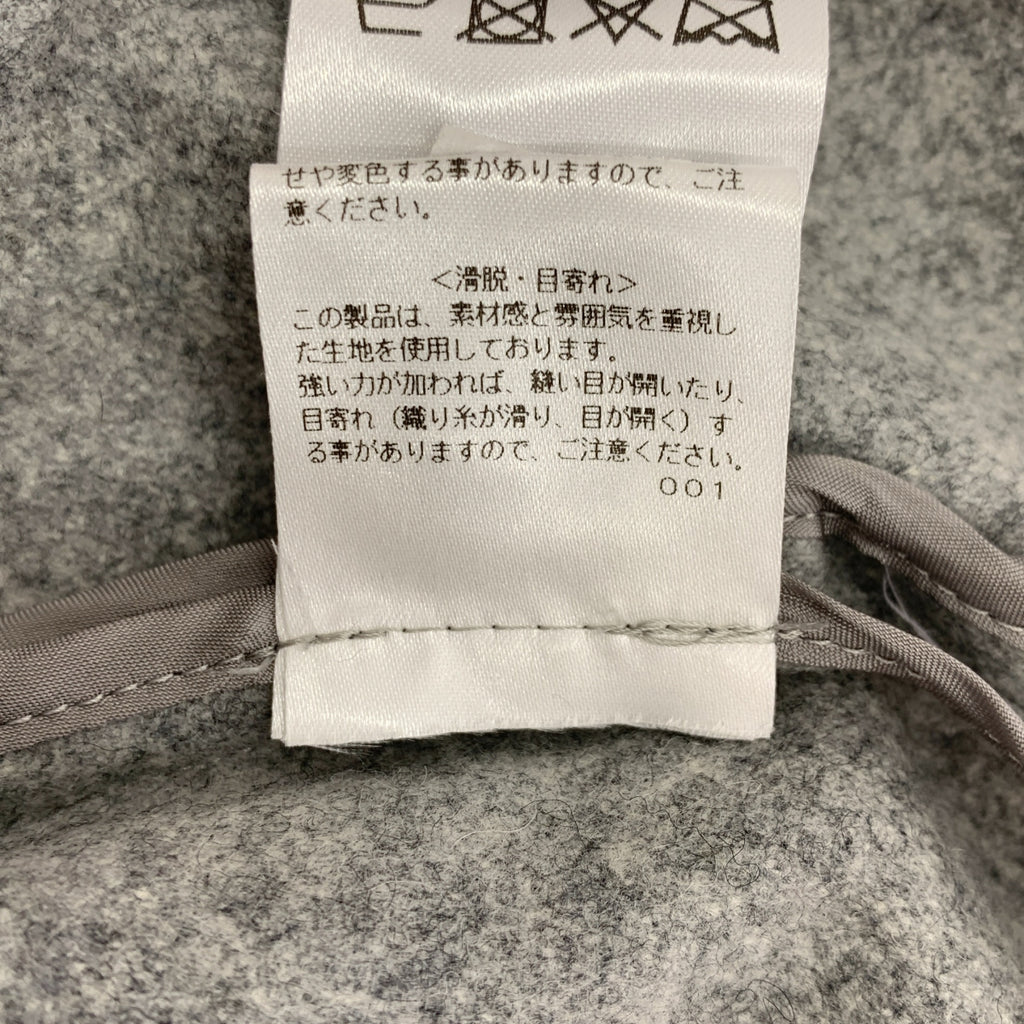 せや変色する事がありますので、ご注
意ください。
＜滑脱・目寄れ＞
この製品は、素材感と雰囲気を重視し
た生地を使用しております。
強い力が加われば、縫い目が開いたり、
目寄れ（織り糸が滑り、目が開く）す
る事がありますので、ご注意ください。
001